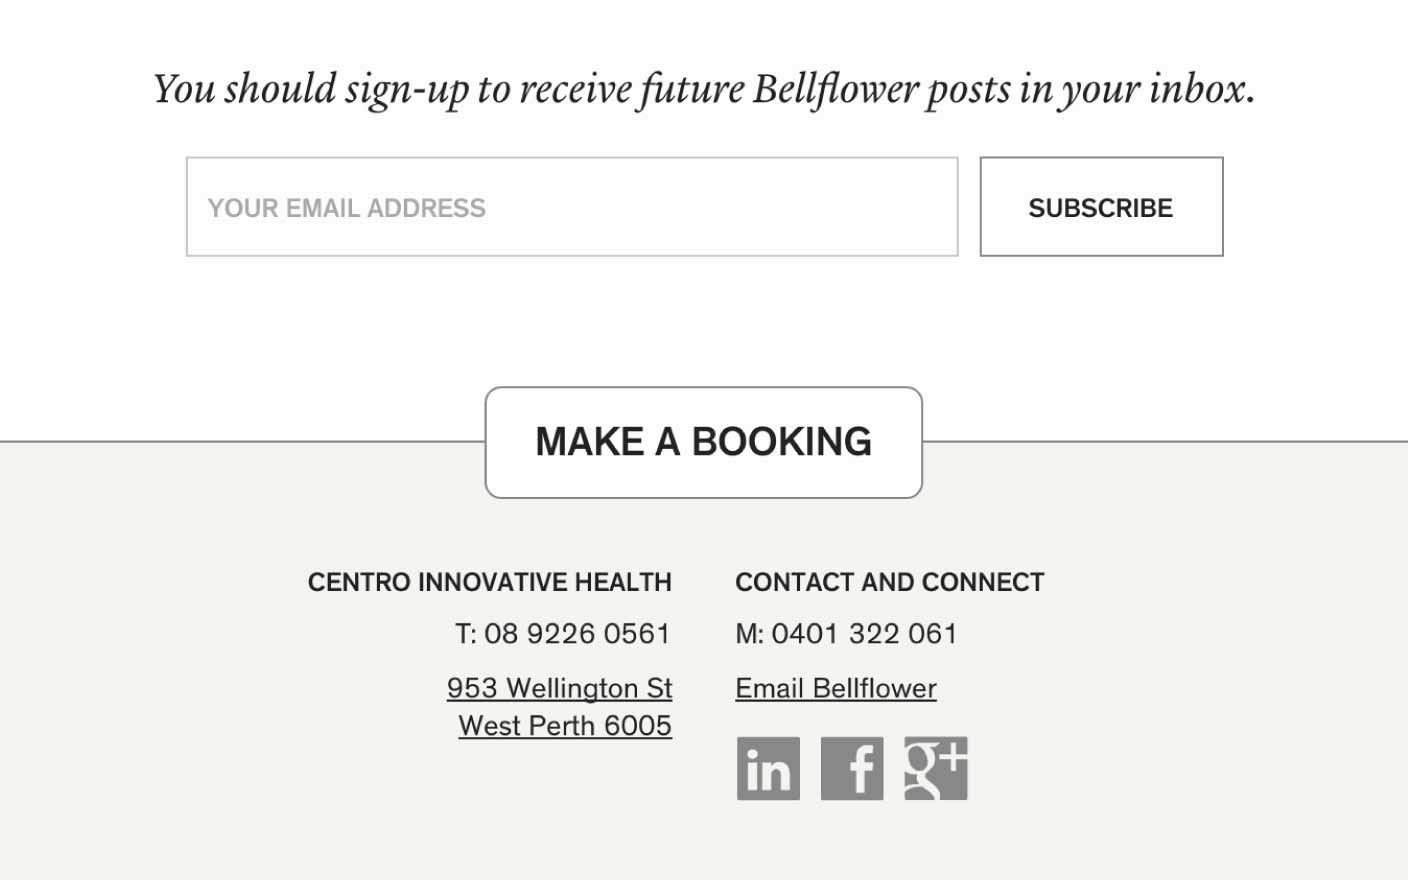 You should sign-up to receive future Bellflower posts in your inbox.
YOUR EMAIL ADDRESS
SUBSCRIBE
MAKE A BOOKING
CENTRO INNOVATIVE HEALTH
T: 08 9226 0561
953 Wellington St
West Perth 6005
CONTACT AND CONNECT
M: 0401 322 061
Email Bellflower
in
f
g+